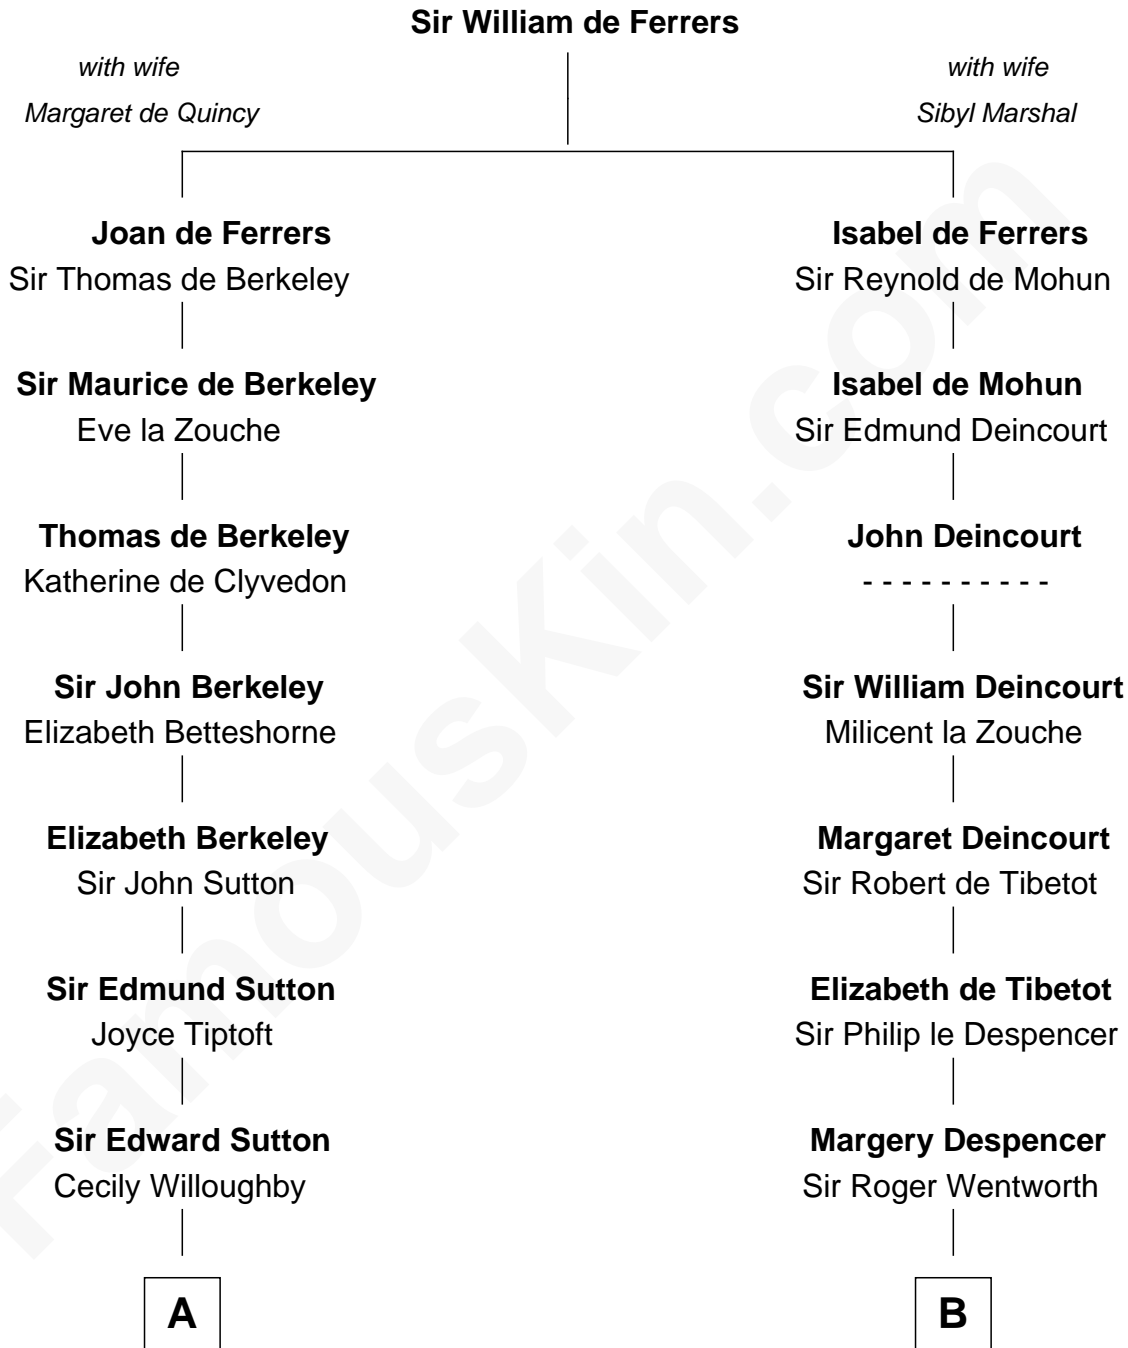 Sir William de Ferrers
with wife
Margaret de Quincy
with wife
Sibyl Marshal
Joan de Ferrers
Sir Thomas de Berkeley
Isabel de Ferrers
Sir Reynold de Mohun
Sir Maurice de Berkeley
Eve la Zouche
Isabel de Mohun
Sir Edmund Deincourt
Thomas de Berkeley
Katherine de Clyvedon
John Deincourt
- - - - - - - - - -
Sir John Berkeley
Elizabeth Betteshorne
Sir William Deincourt
Milicent la Zouche
Elizabeth Berkeley
Sir John Sutton
Margaret Deincourt
Sir Robert de Tibetot
Sir Edmund Sutton
Joyce Tiptoft
Elizabeth de Tibetot
Sir Philip le Despencer
Sir Edward Sutton
Cecily Willoughby
Margery Despencer
Sir Roger Wentworth
A
B
FamousKin.com